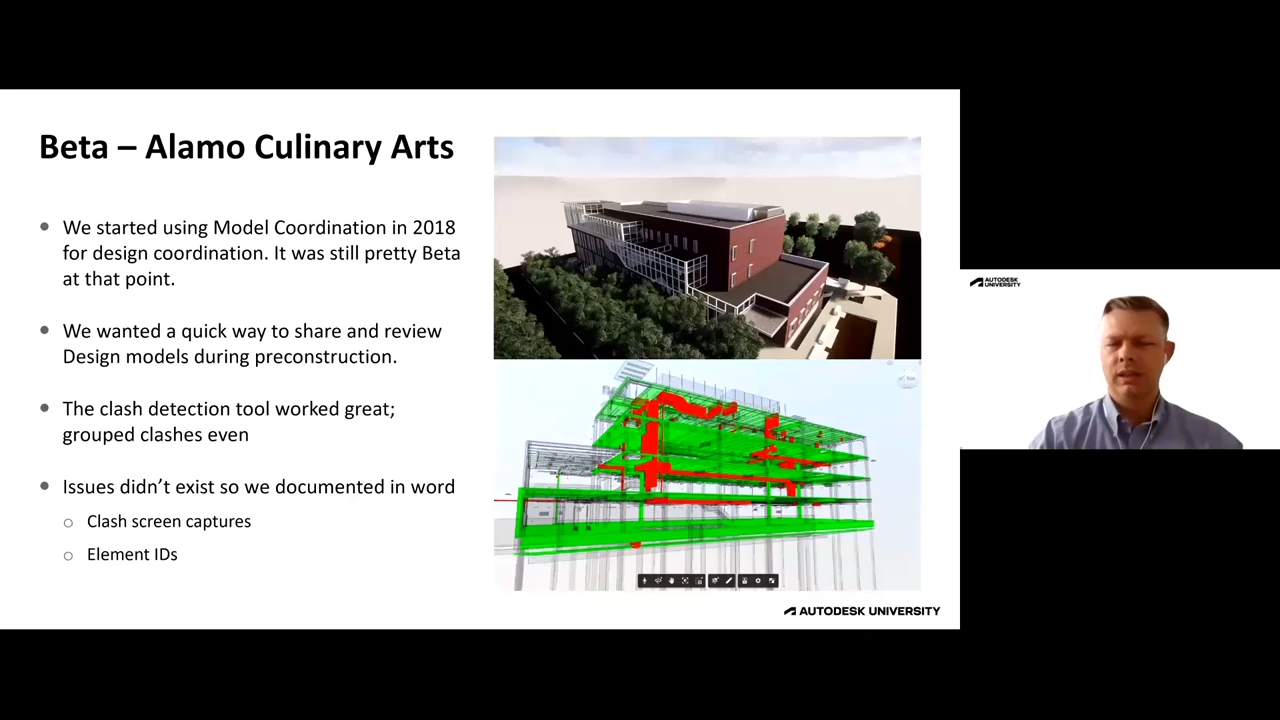 Beta – Alamo Culinary Arts
We started using Model Coordination in 2018
for design coordination. It was still pretty Beta
at that point.
We wanted a quick way to share and review
Design models during preconstruction.
The clash detection tool worked great;
grouped clashes even
Issues didn’t exist so we documented in word
Clash screen captures
Element IDs
AUTODESK UNIVERSITY
AUTODESK
UNIVERSITY